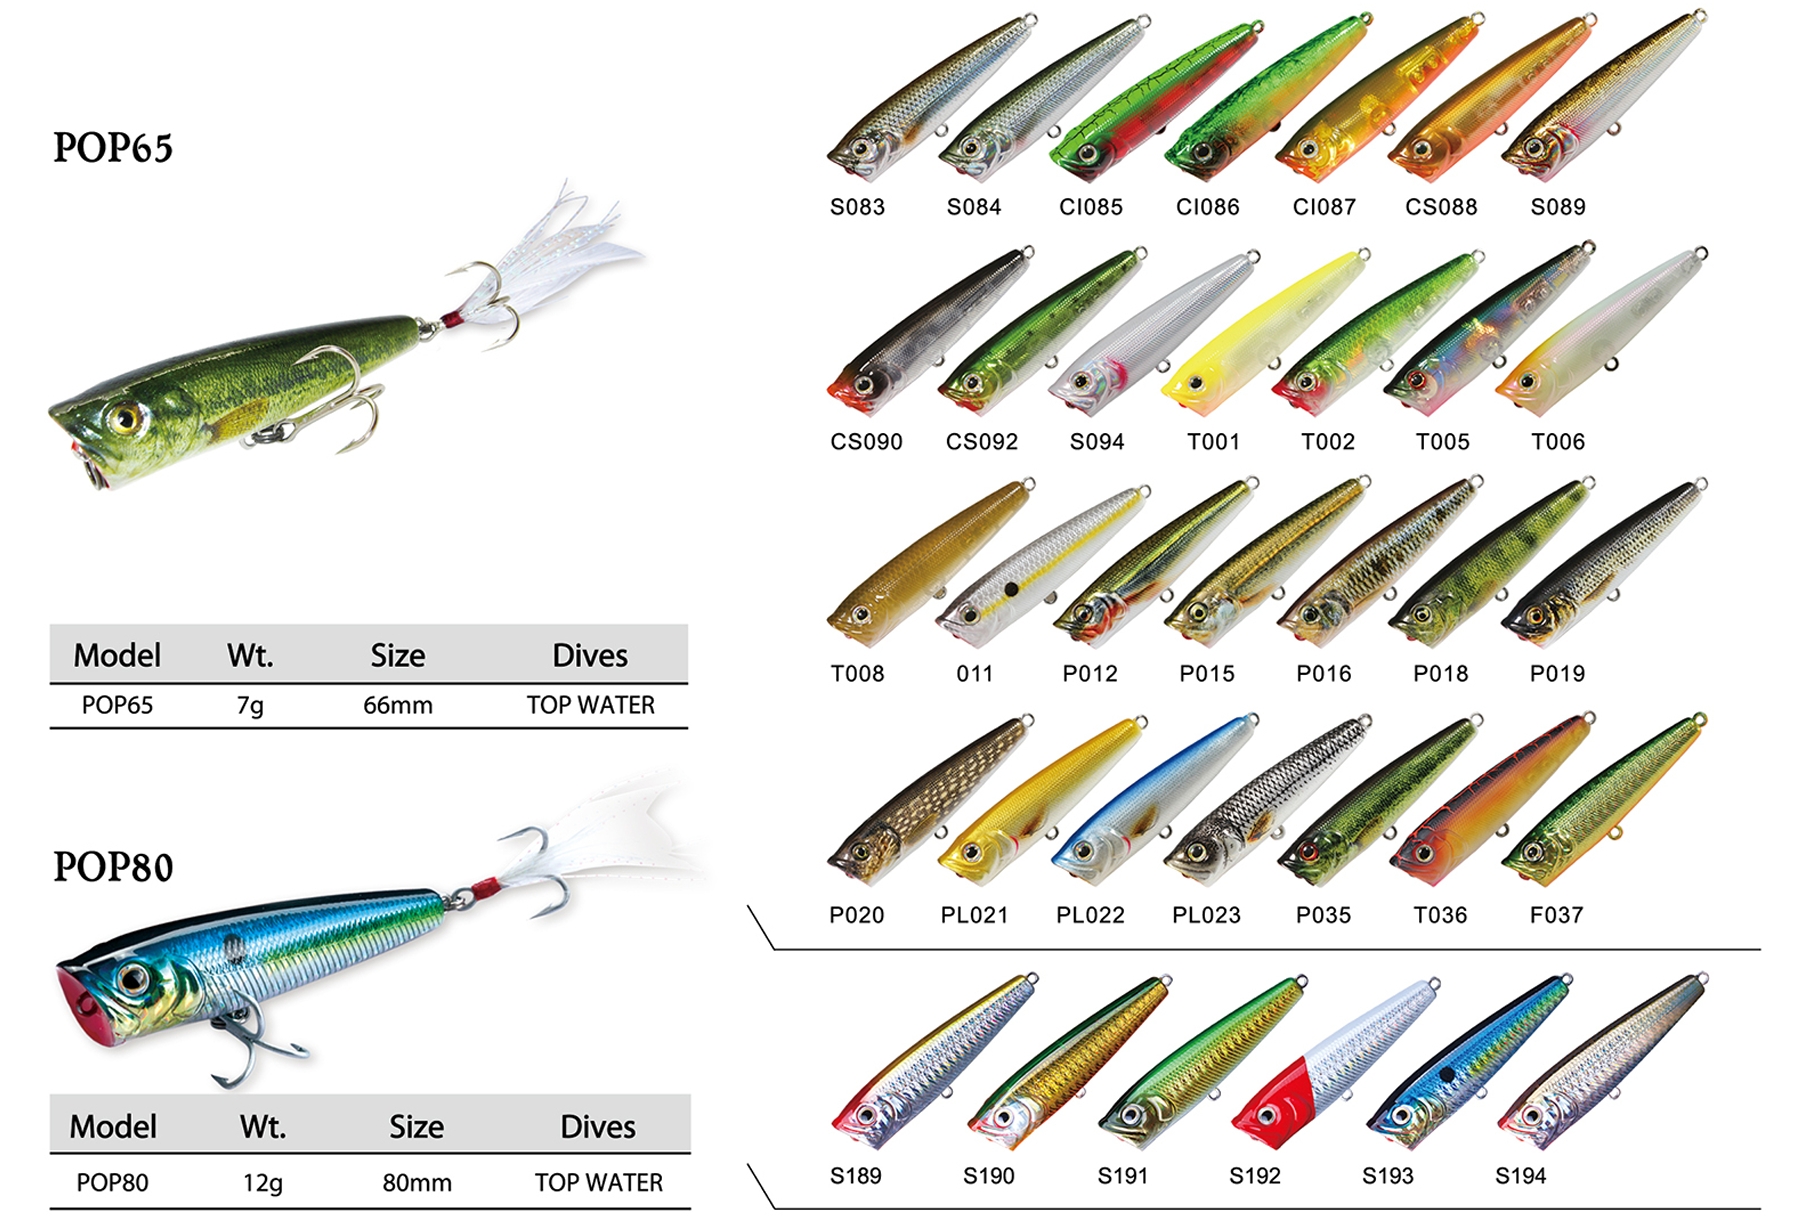 POP65
Model Wt. Size Dives
POP65 7g 66mm TOP WATER
POP80
Model Wt. Size Dives
POP80 12g 80mm TOP WATER
S083 S084 CI085 CI086 CI087 CS088 S089
CS090 CS092 S094 T001 T002 T005 T006
T008 011 P012 P015 P016 P018 P019
P020 PL021 PL022 PL023 P035 T036 F037
S189 S190 S191 S192 S193 S194